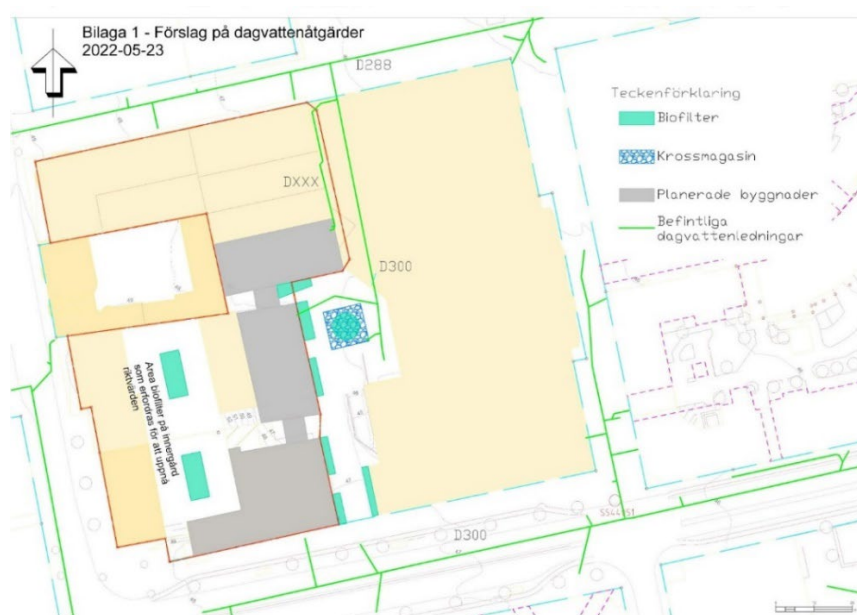 Bilaga 1 - Förslag på dagvattenåtgärder
2022-05-23
D288
Teckenförklaring
Biofilter
Krossmagasin
Planerade byggnader
Befintliga
dagvattenledningar
DXXX
D300
Area biofilter på innergård
som erfordras för att uppnå
riktvärden
D300